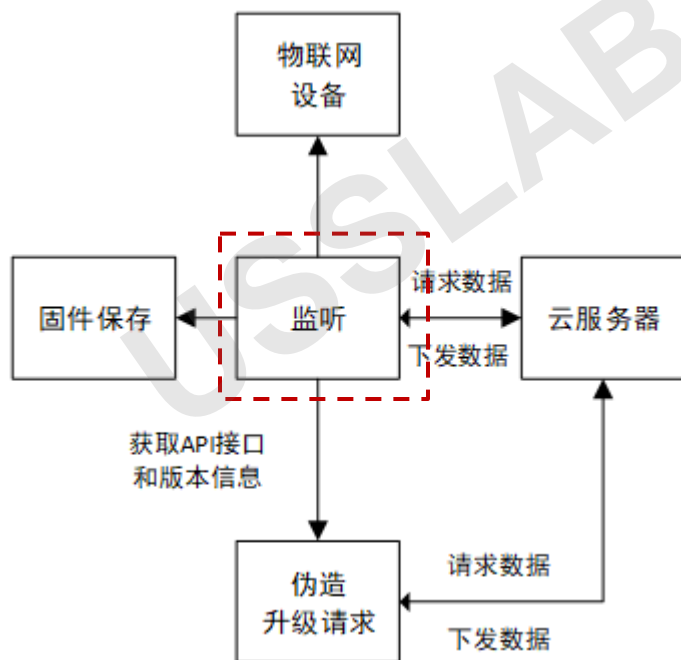 物联网
设备
固件保存
监听
请求数据
下发数据
云服务器
获取API接口
和版本信息
伪造
升级请求
请求数据
下发数据
USSLAB